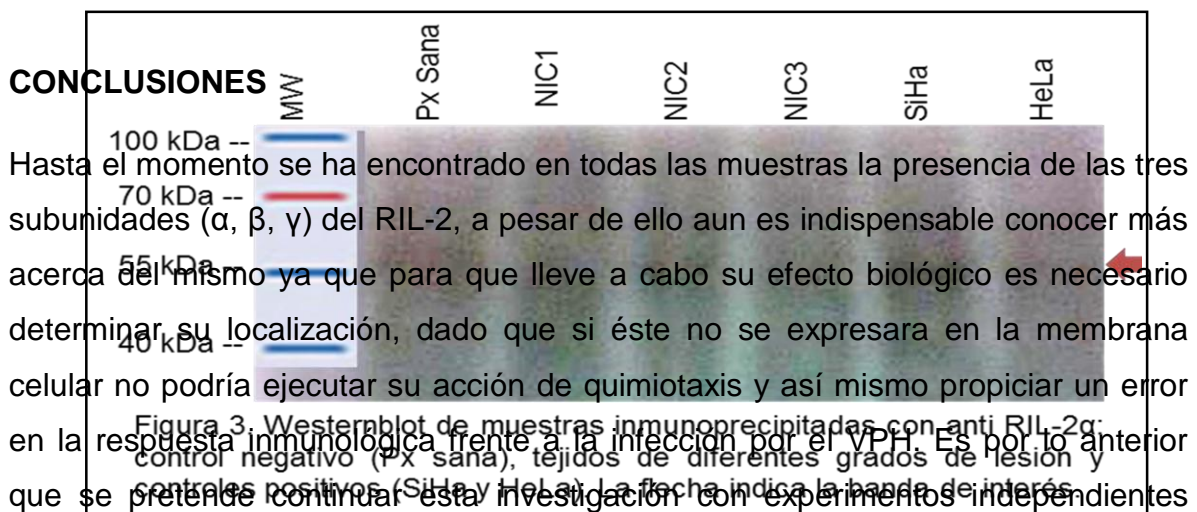 CONCLUSIONES
Hasta el momento se ha encontrado en todas las muestras la presencia de las tres
subunidades (α, β, γ) del RIL-2, a pesar de ello aun es indispensable conocer más
acerca del mismo ya que para que lleve a cabo su efecto biológico es necesario
determinar su localización, dado que si éste no se expresara en la membrana
celular no podría ejecutar su acción de quimiotaxis y así mismo propiciar un error
en la respuesta inmunológica frente a la infección por el VPH. Es por lo anterior
que se pretende continuar esta investigación con experimentos independientes
MW
Px Sana
NIC1
NIC2
NIC3
SiHa
HeLa
100 kDa --
70 kDa --
55 kDa --
40 kDa --
Figura 3. Westernblot de muestras inmunoprecipitadas con anti RIL-2α:
control negativo (Px sana), tejidos de diferentes grados de lesión y
controles positivos (SiHa y HeLa). La flecha indica la banda de interés.